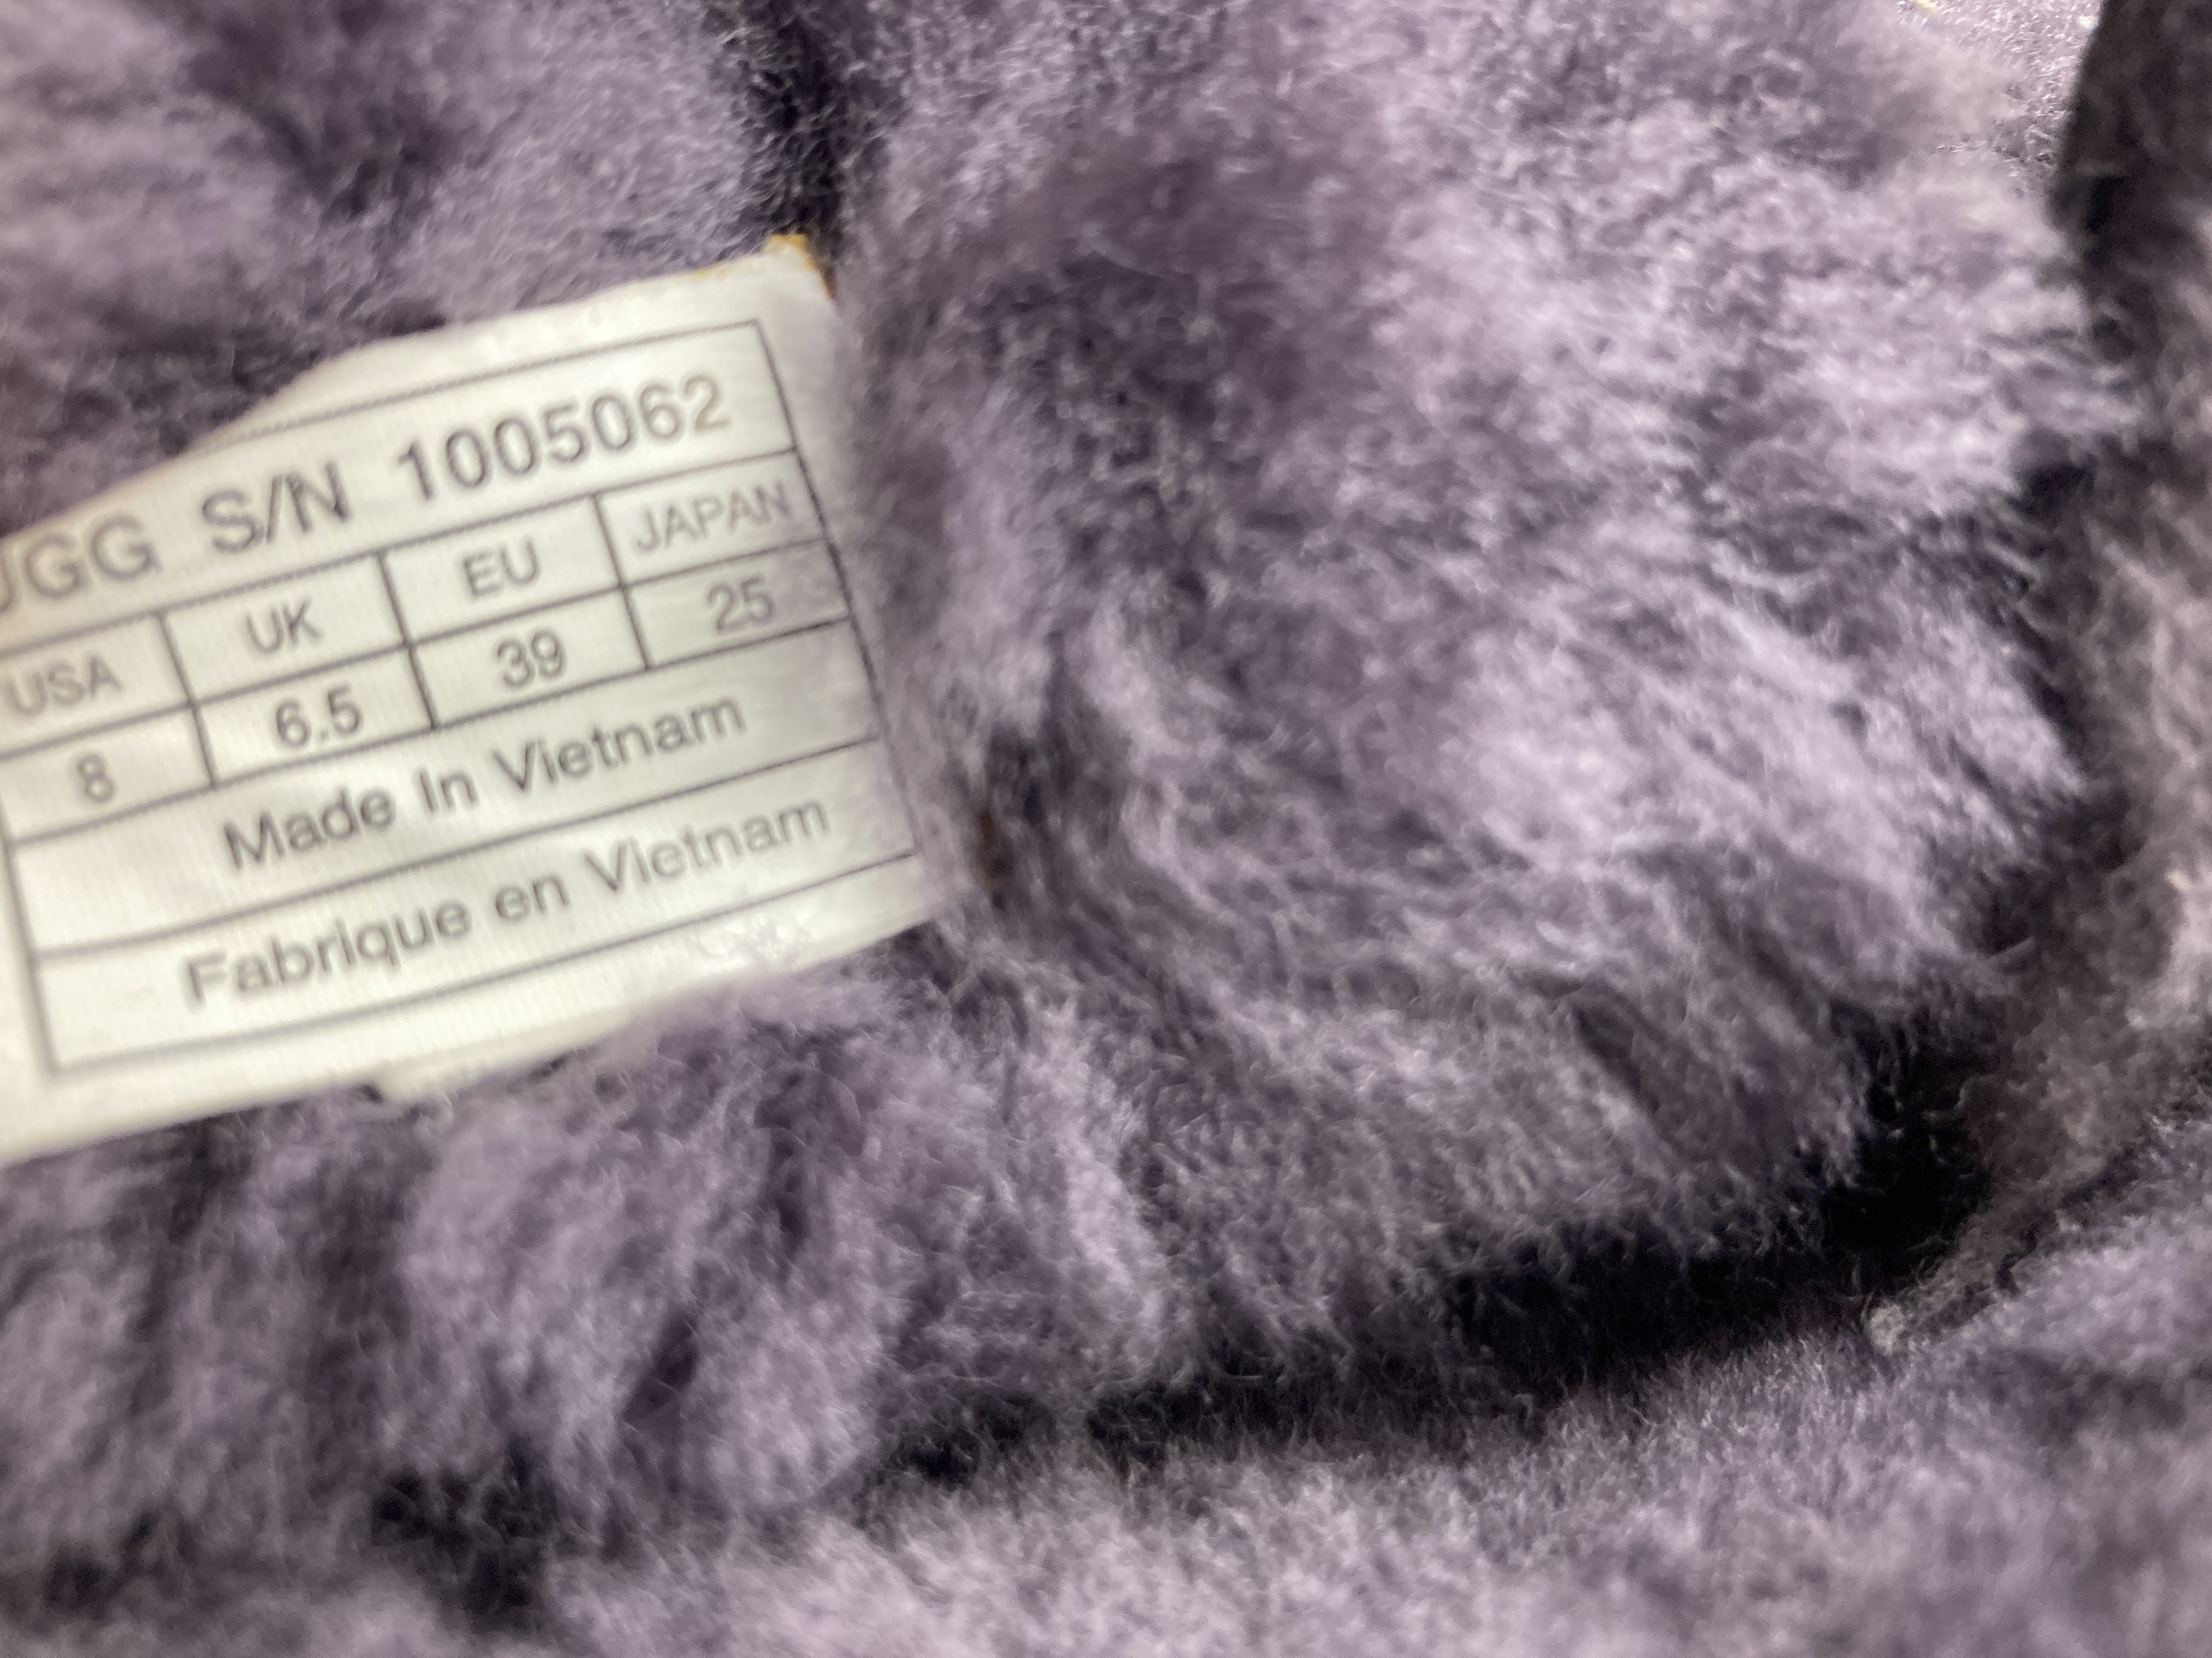 UGG S/N 1005062
USA UK EU JAPAN
8 6.5 39 25
Made In Vietnam
Fabrique en Vietnam